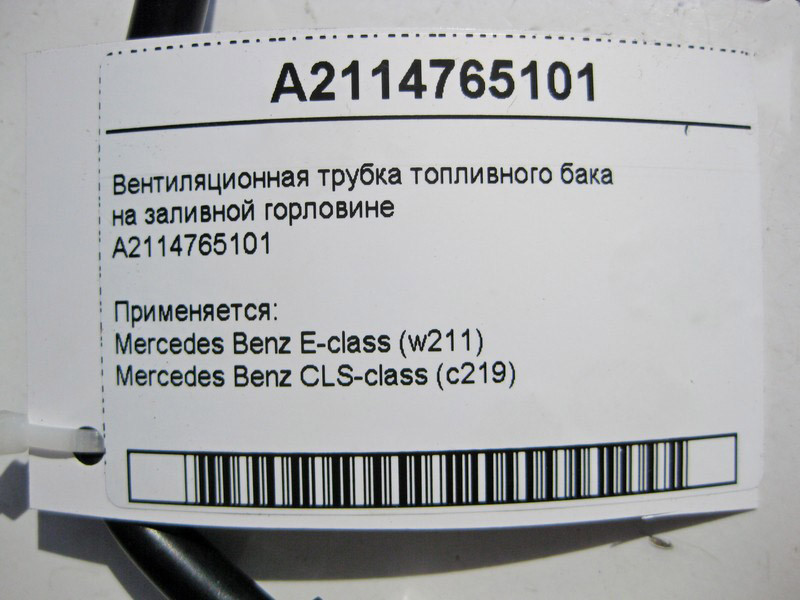 A2114765101
Вентиляционная трубка топливного бака
на заливной горловине
A2114765101
Применяется:
Mercedes Benz E-class (w211)
Mercedes Benz CLS-class (c219)